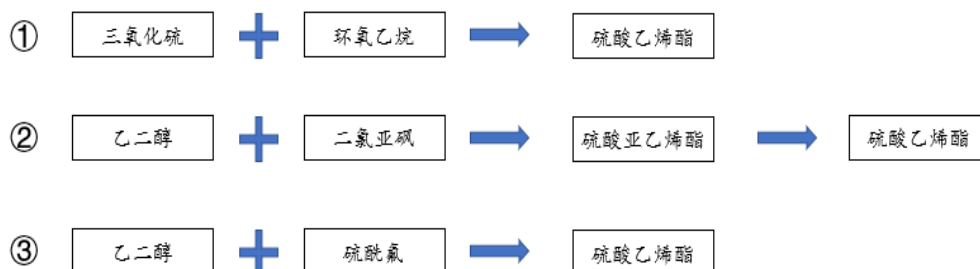 ① 三氧化硫 环氧乙烷 硫酸乙烯酯
② 乙二醇 二氯亚砜 硫酸亚乙烯酯 硫酸乙烯酯
③ 乙二醇 硫酰氟 硫酸乙烯酯